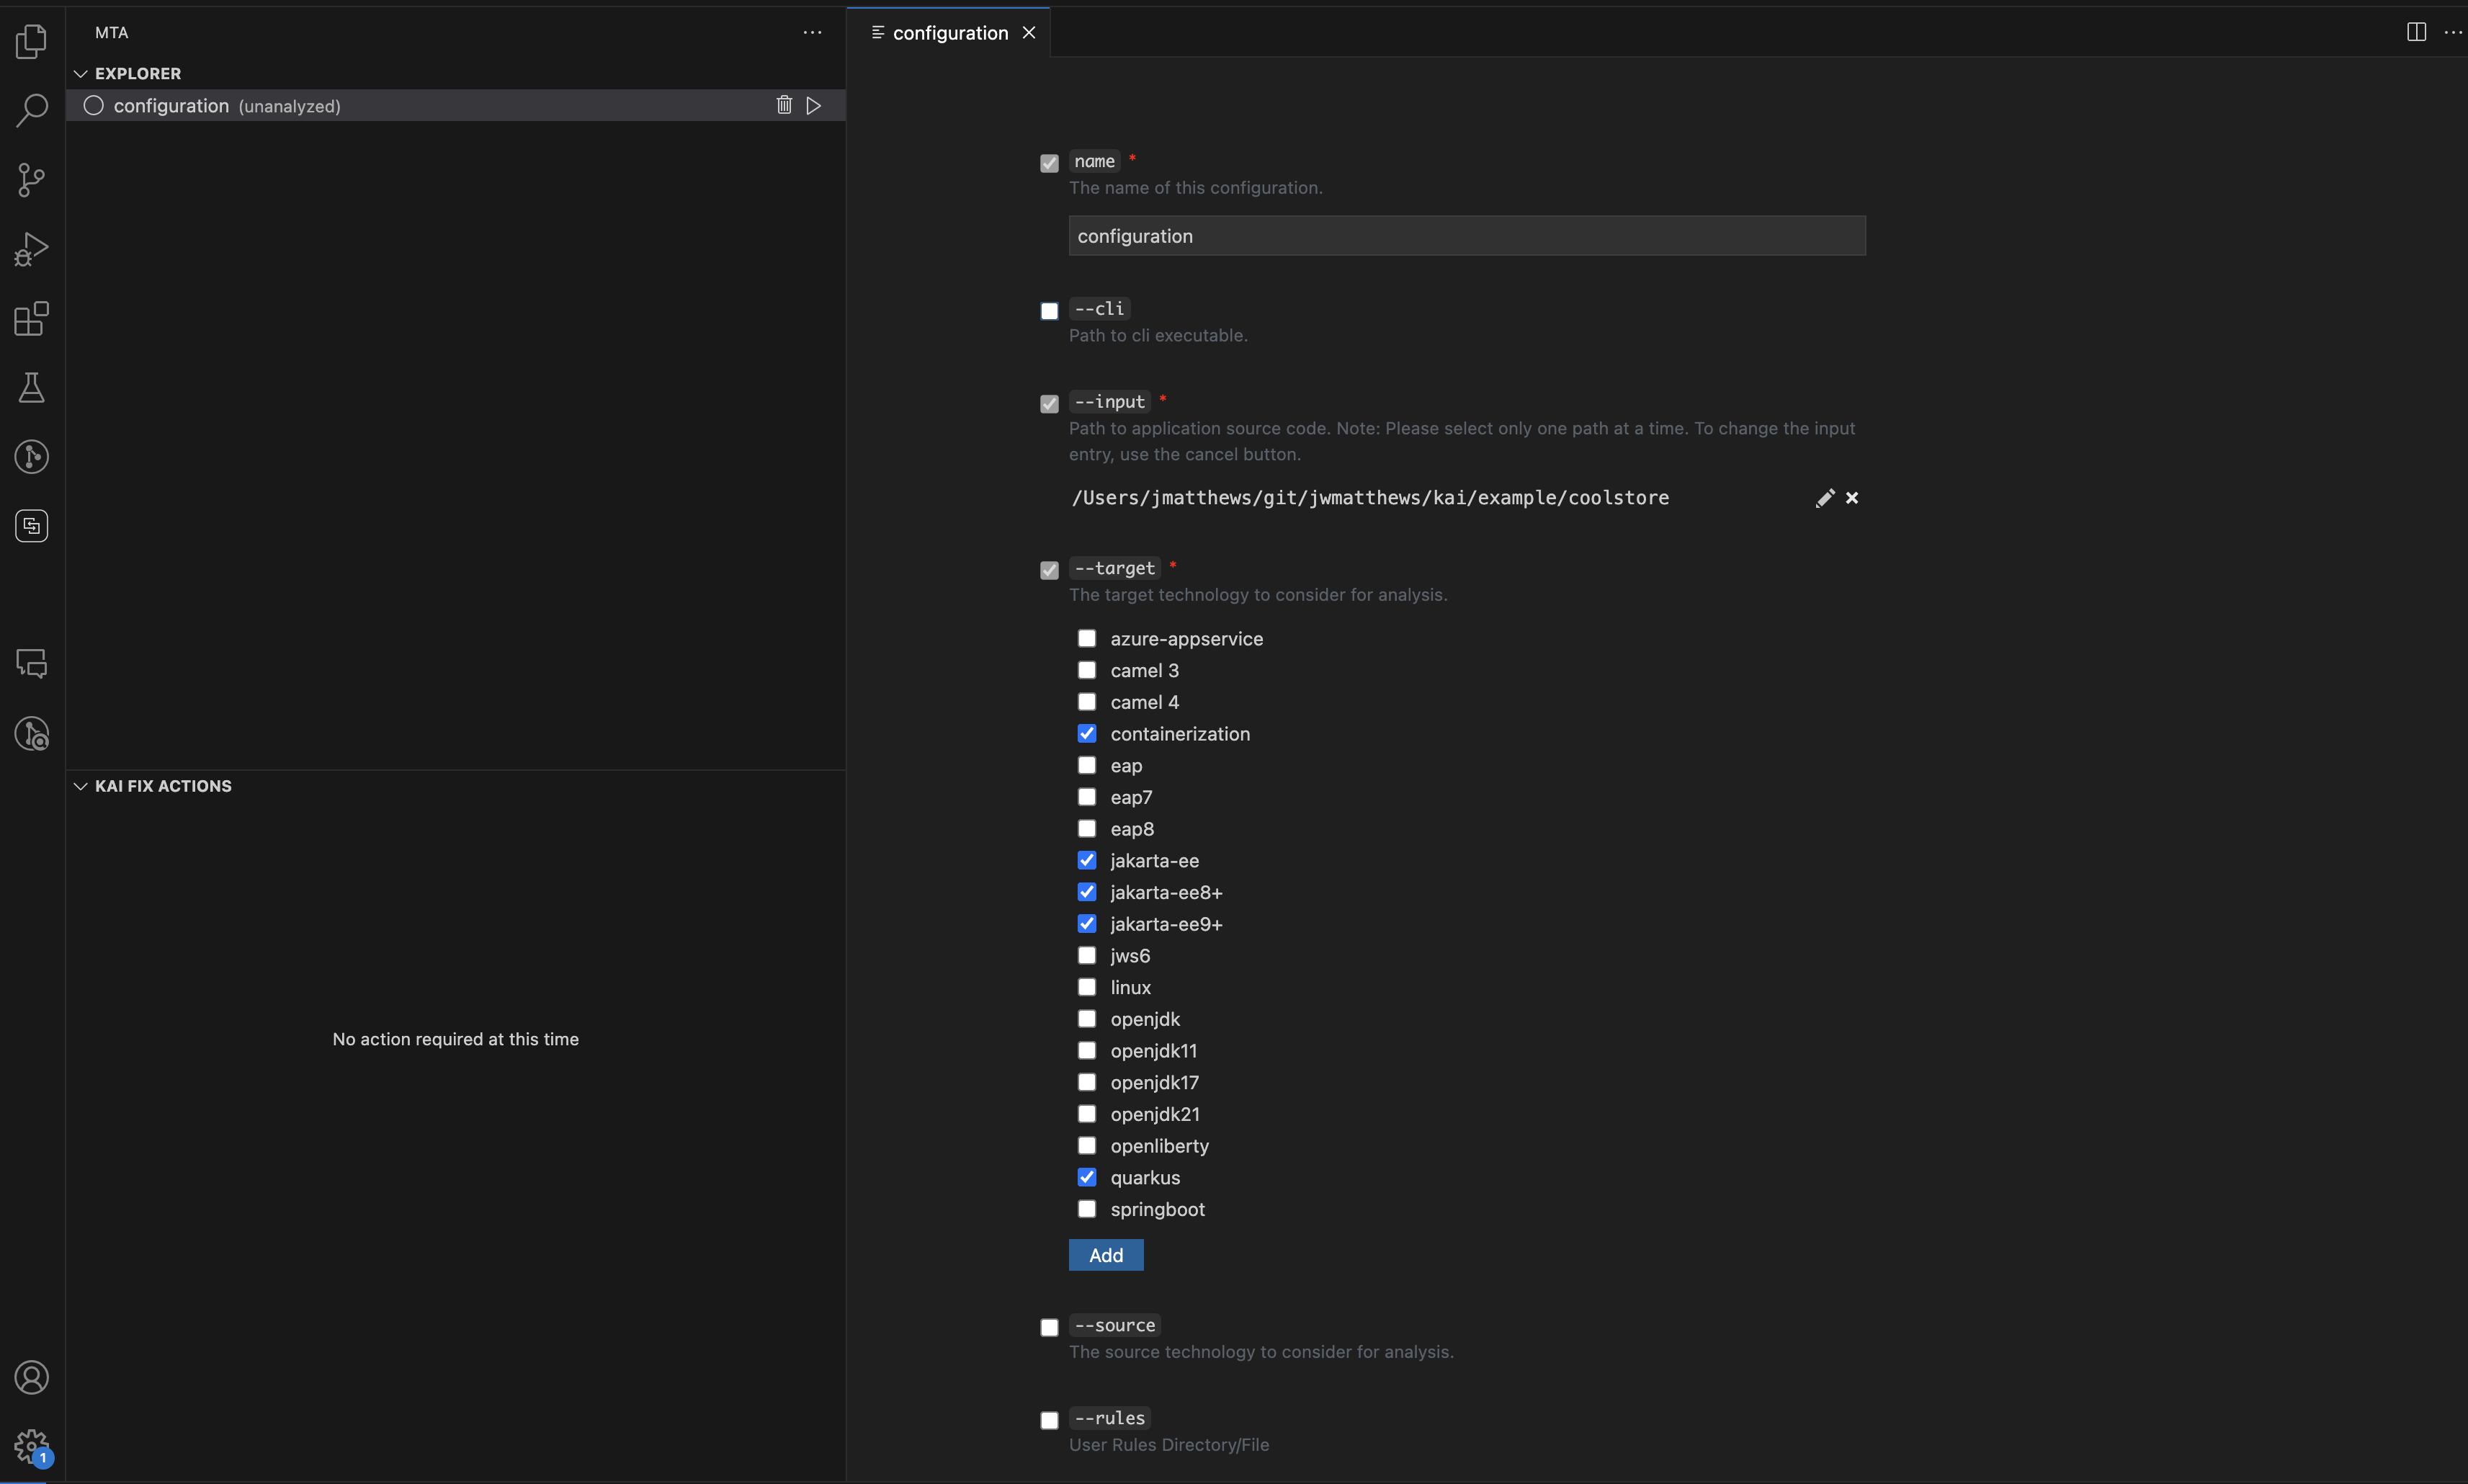 MTA
EXPLORER
configuration (unanalyzed)
KAI FIX ACTIONS
No action required at this time
1
configuration
name *
The name of this configuration.
configuration
--cli
Path to cli executable.
--input *
Path to application source code. Note: Please select only one path at a time. To change the input
entry, use the cancel button.
/Users/jmatthews/git/jwmatthews/kai/example/coolstore
--target *
The target technology to consider for analysis.
azure-appservice
camel 3
camel 4
containerization
eap
eap7
eap8
jakarta-ee
jakarta-ee8+
jakarta-ee9+
jws6
linux
openjdk
openjdk11
openjdk17
openjdk21
openliberty
quarkus
springboot
Add
--source
The source technology to consider for analysis.
--rules
User Rules Directory/File